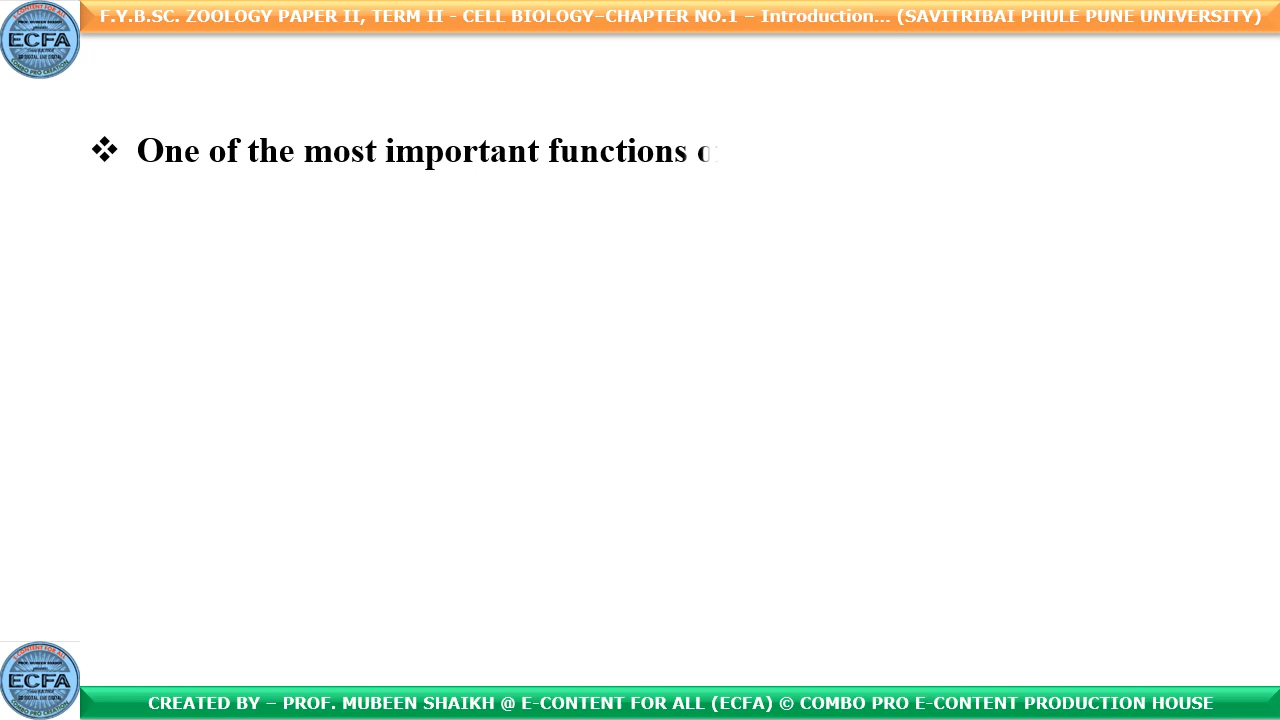 F.Y.B.SC. ZOOLOGY PAPER II, TERM II - CELL BIOLOGY–CHAPTER NO.1 – Introduction... (SAVITRIBAI PHULE PUNE UNIVERSITY)
ECFA
❖ One of the most important functions
ECFA
CREATED BY – PROF. MUBEEN SHAIKH @ E-CONTENT FOR ALL (ECFA) © COMBO PRO E-CONTENT PRODUCTION HOUSE